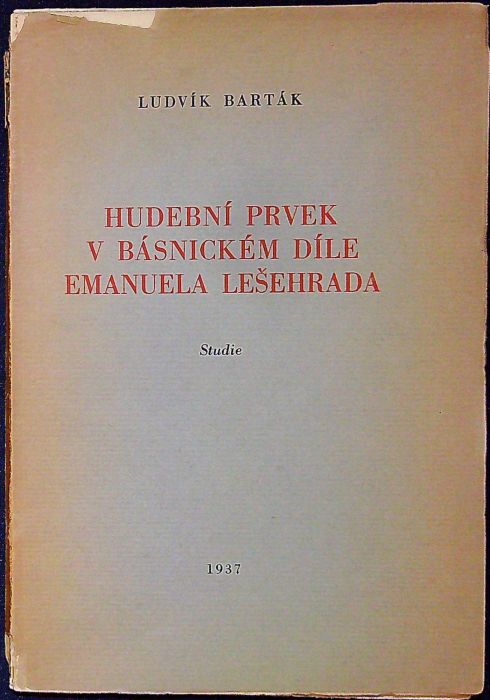 LUDVÍK BARTÁK
HUDEBNÍ PRVEK
V BÁSNICKÉM DÍLE
EMANUELA LEŠEHRADA
Studie
1937